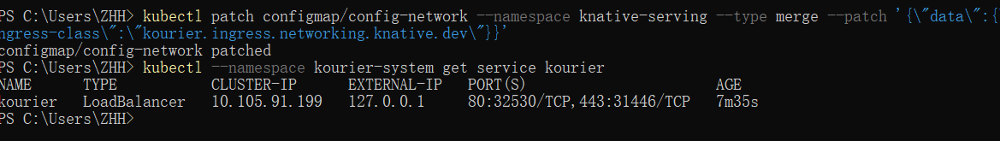 PS C:\Users\ZHH> kubectl patch configmap/config-network --namespace knative-serving --type merge --patch '{\"data\":{
ngress-class\":\"kourier.ingress.networking.knative.dev\"}}'
configmap/config-network patched
PS C:\Users\ZHH> kubectl --namespace kourier-system get service kourier
NAME TYPE CLUSTER-IP EXTERNAL-IP PORT(S) AGE
kourier LoadBalancer 10.105.91.199 127.0.0.1 80:32530/TCP,443:31446/TCP 7m35s
PS C:\Users\ZHH>